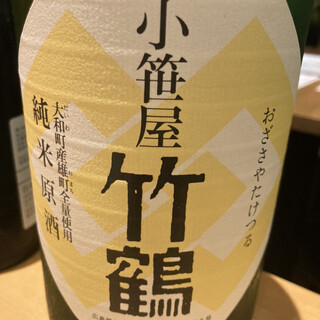 小笹屋
竹鶴
おざさやたけつる
大和町産雄町全量使用
純米原酒